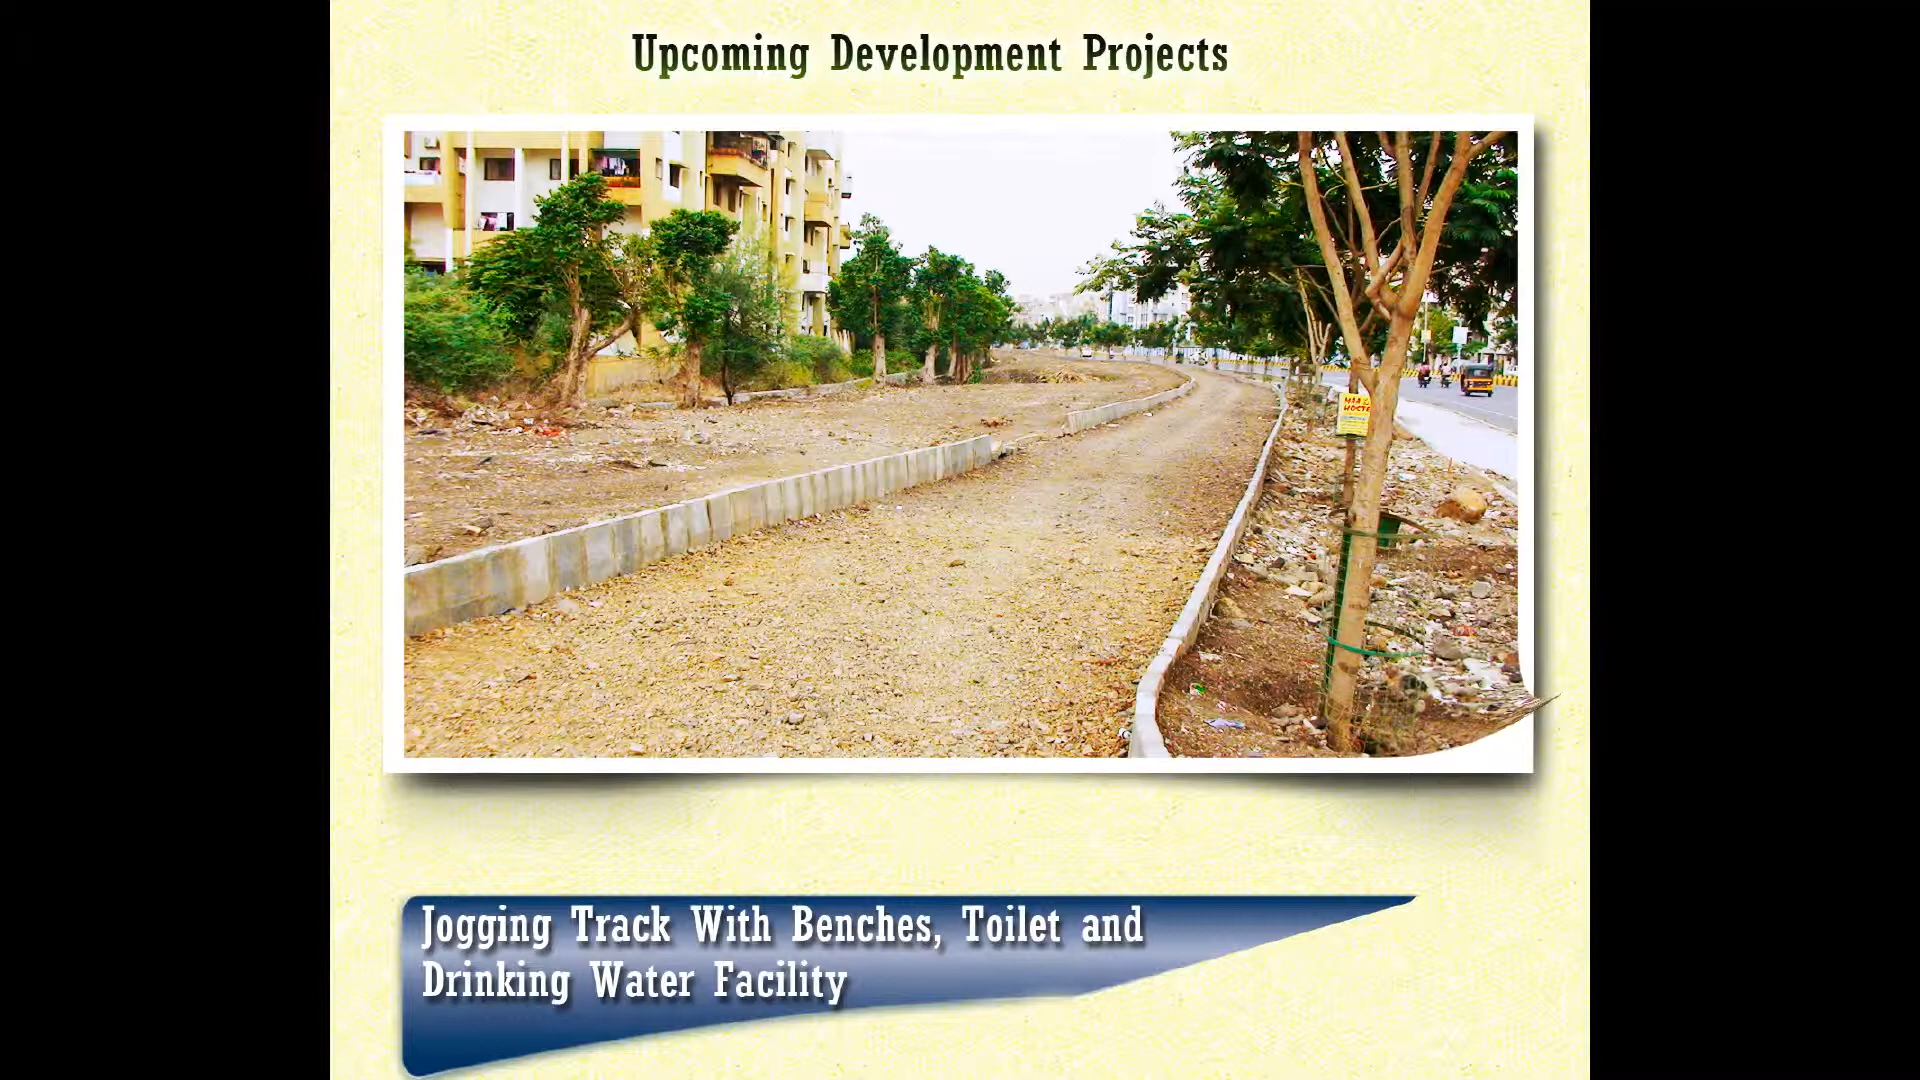 Upcoming Development Projects
Jogging Track With Benches, Toilet and
Drinking Water Facility